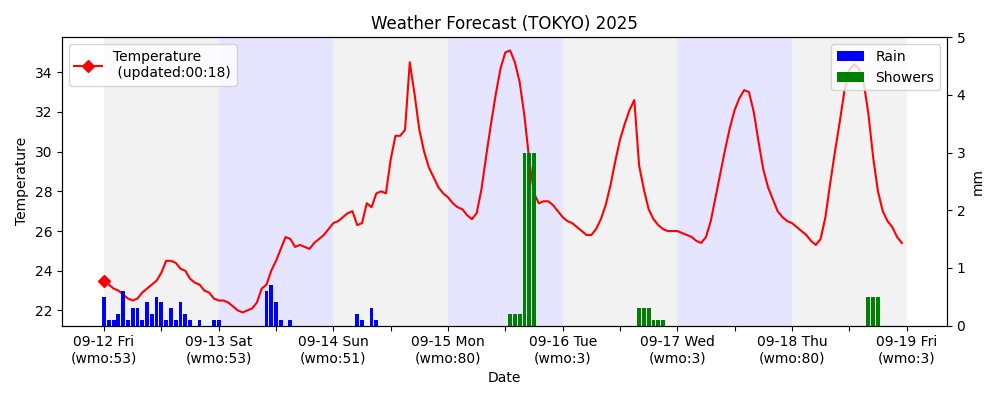 Weather Forecast (TOKYO) 2025
Temperature
(updated:00:18)
Rain
Showers
Temperature
34
32
30
28
26
24
22
5
4
3
2
1
0
mm
09-12 Fri
(wmo:53)
09-13 Sat
(wmo:53)
09-14 Sun
(wmo:51)
09-15 Mon
(wmo:80)
09-16 Tue
(wmo:3)
09-17 Wed
(wmo:3)
09-18 Thu
(wmo:80)
09-19 Fri
(wmo:3)
Date